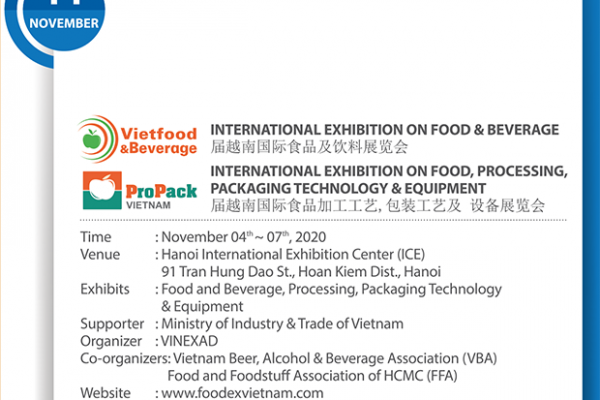 NOVEMBER
Vietfood
&Beverage
INTERNATIONAL EXHIBITION ON FOOD & BEVERAGE
届越南国际食品及饮料展览会
ProPack
VIETNAM
INTERNATIONAL EXHIBITION ON FOOD, PROCESSING,
PACKAGING TECHNOLOGY & EQUIPMENT
届越南国际食品加工工艺, 包装工艺及 设备展览会
Time : November 04th ~ 07th, 2020
Venue : Hanoi International Exhibition Center (ICE)
91 Tran Hung Dao St., Hoan Kiem Dist., Hanoi
Exhibits : Food and Beverage, Processing, Packaging Technology
& Equipment
Supporter : Ministry of Industry & Trade of Vietnam
Organizer : VINEXAD
Co-organizers: Vietnam Beer, Alcohol & Beverage Association (VBA)
Food and Foodstuff Association of HCMC (FFA)
Website : www.foodexvietnam.com